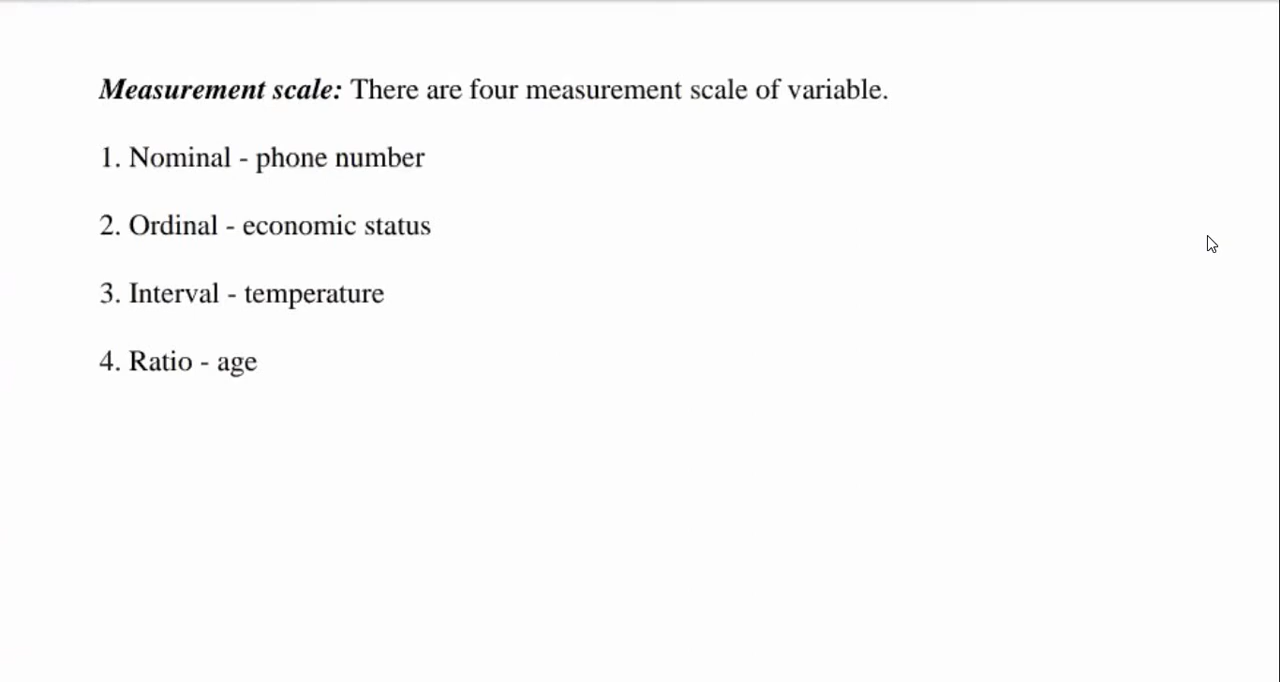 Measurement scale: There are four measurement scale of variable.
1. Nominal - phone number
2. Ordinal - economic status
3. Interval - temperature
4. Ratio - age